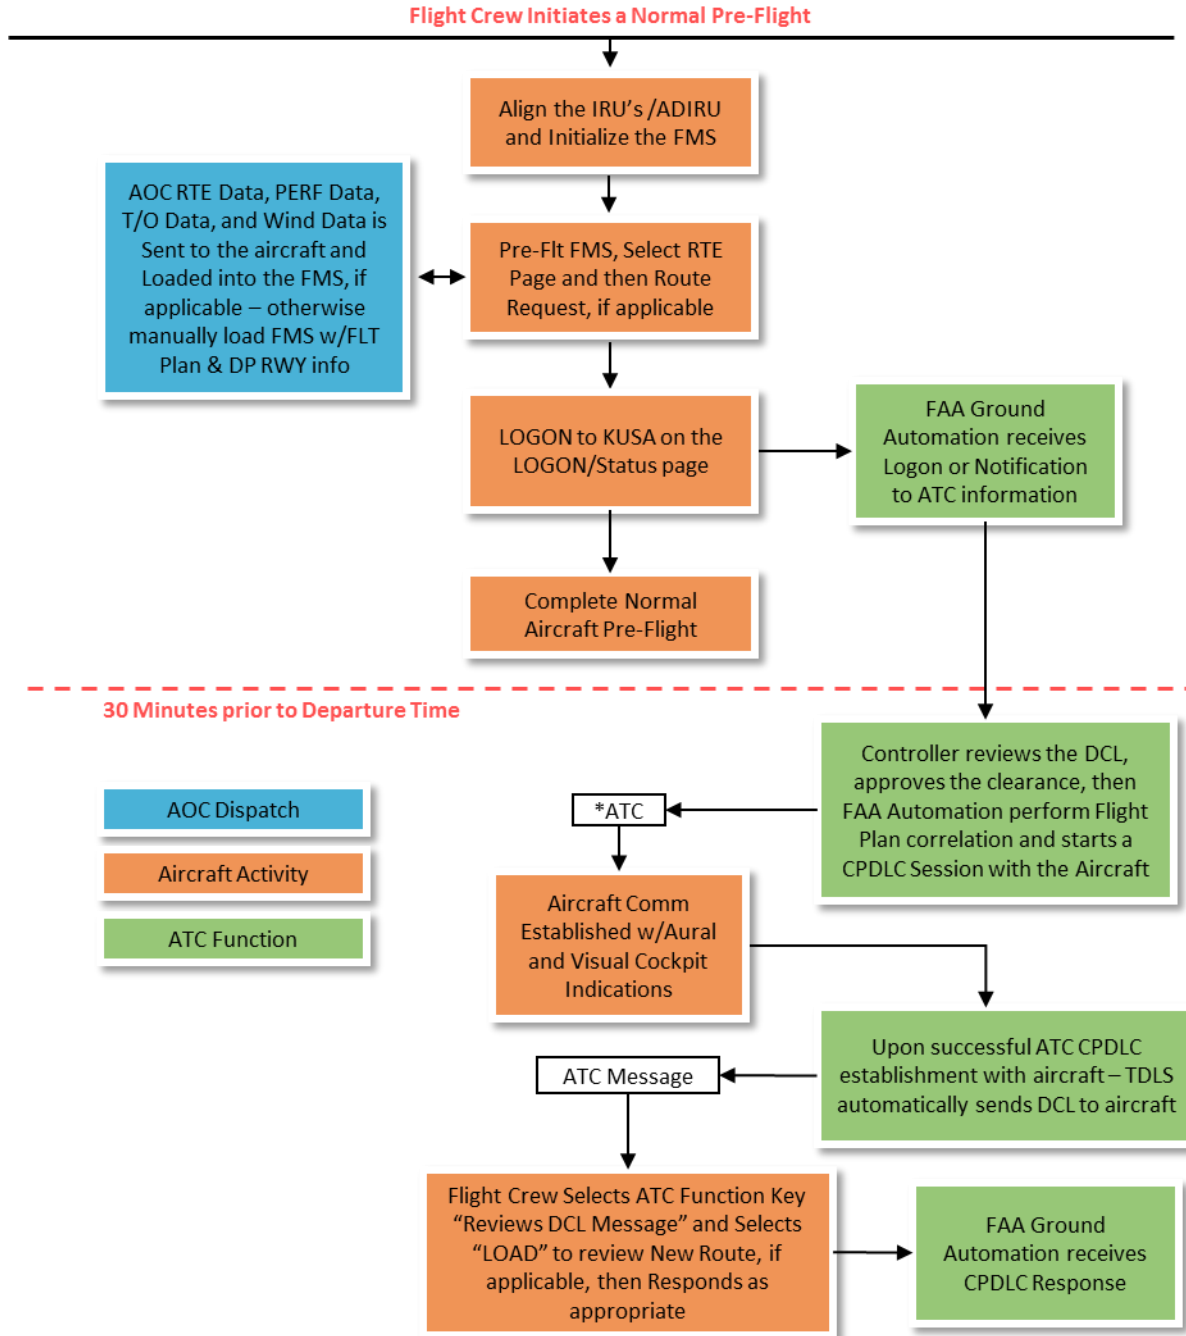 Flight Crew Initiates a Normal Pre-Flight
Align the IRU's /ADIRU
and Initialize the FMS
AOC RTE Data, PERF Data,
T/O Data, and Wind Data is
Sent to the aircraft and
Loaded into the FMS, if
applicable – otherwise
manually load FMS w/FLT
Plan & DP RWY info
Pre-Flt FMS, Select RTE
Page and then Route
Request, if applicable
LOGON to KUSA on the
LOGON/Status page
FAA Ground
Automation receives
Logon or Notification
to ATC information
Complete Normal
Aircraft Pre-Flight
30 Minutes prior to Departure Time
Controller reviews the DCL,
approves the clearance, then
FAA Automation perform Flight
Plan correlation and starts a
CPDLC Session with the Aircraft
*ATC
AOC Dispatch
Aircraft Activity
ATC Function
Aircraft Comm
Established w/Aural
and Visual Cockpit
Indications
Upon successful ATC CPDLC
establishment with aircraft – TDLS
automatically sends DCL to aircraft
ATC Message
Flight Crew Selects ATC Function Key
“Reviews DCL Message” and Selects
“LOAD” to review New Route, if
applicable, then Responds as
appropriate
FAA Ground
Automation receives
CPDLC Response